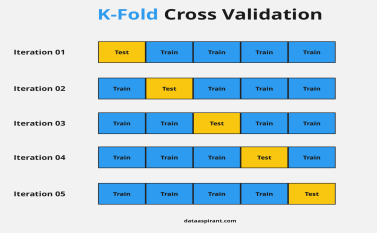 K-Fold Cross Validation
Iteration 01 Test Train Train Train Train
Iteration 02 Train Test Train Train Train
Iteration 03 Train Train Test Train Train
Iteration 04 Train Train Train Test Train
Iteration 05 Train Train Train Train Test
dataaspirant.com